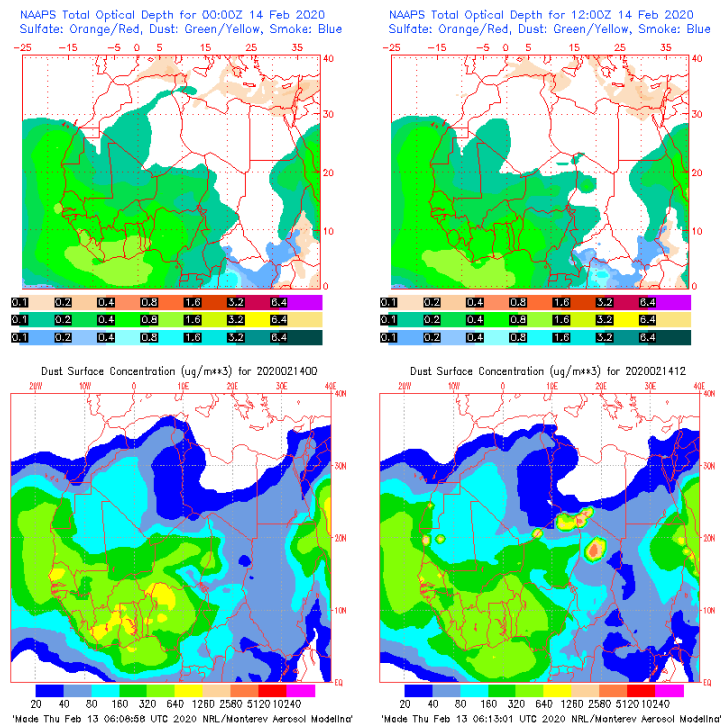 NAAPS Total Optical Depth for 00:00Z 14 Feb 2020
Sulfate: Orange/Red, Dust: Green/Yellow, Smoke: Blue
-25 -15 -5 0 5 15 25 35
40
30
20
10
0
0.1 0.2 0.4 0.8 1.6 3.2 6.4
0.1 0.2 0.4 0.8 1.6 3.2 6.4
0.1 0.2 0.4 0.8 1.6 3.2 6.4
NAAPS Total Optical Depth for 12:00Z 14 Feb 2020
Sulfate: Orange/Red, Dust: Green/Yellow, Smoke: Blue
-25 -15 -5 0 5 15 25 35
40
30
20
10
0
0.1 0.2 0.4 0.8 1.6 3.2 6.4
0.1 0.2 0.4 0.8 1.6 3.2 6.4
0.1 0.2 0.4 0.8 1.6 3.2 6.4
Dust Surface Concentration (ug/m**3) for 2020021400
20W 10W 0 10E 20E 30E 40E
40N
30N
20N
10N
EQ
20 40 80 160 320 640 1280 2560 5120 10240
'Made Thu Feb 13 06:08:58 UTC 2020 NRL/Monterey Aerosol Modeling'
Dust Surface Concentration (ug/m**3) for 2020021412
20W 10W 0 10E 20E 30E 40E
40N
30N
20N
10N
EQ
20 40 80 160 320 640 1280 2560 5120 10240
'Made Thu Feb 13 06:13:01 UTC 2020 NRL/Monterey Aerosol Modeling'